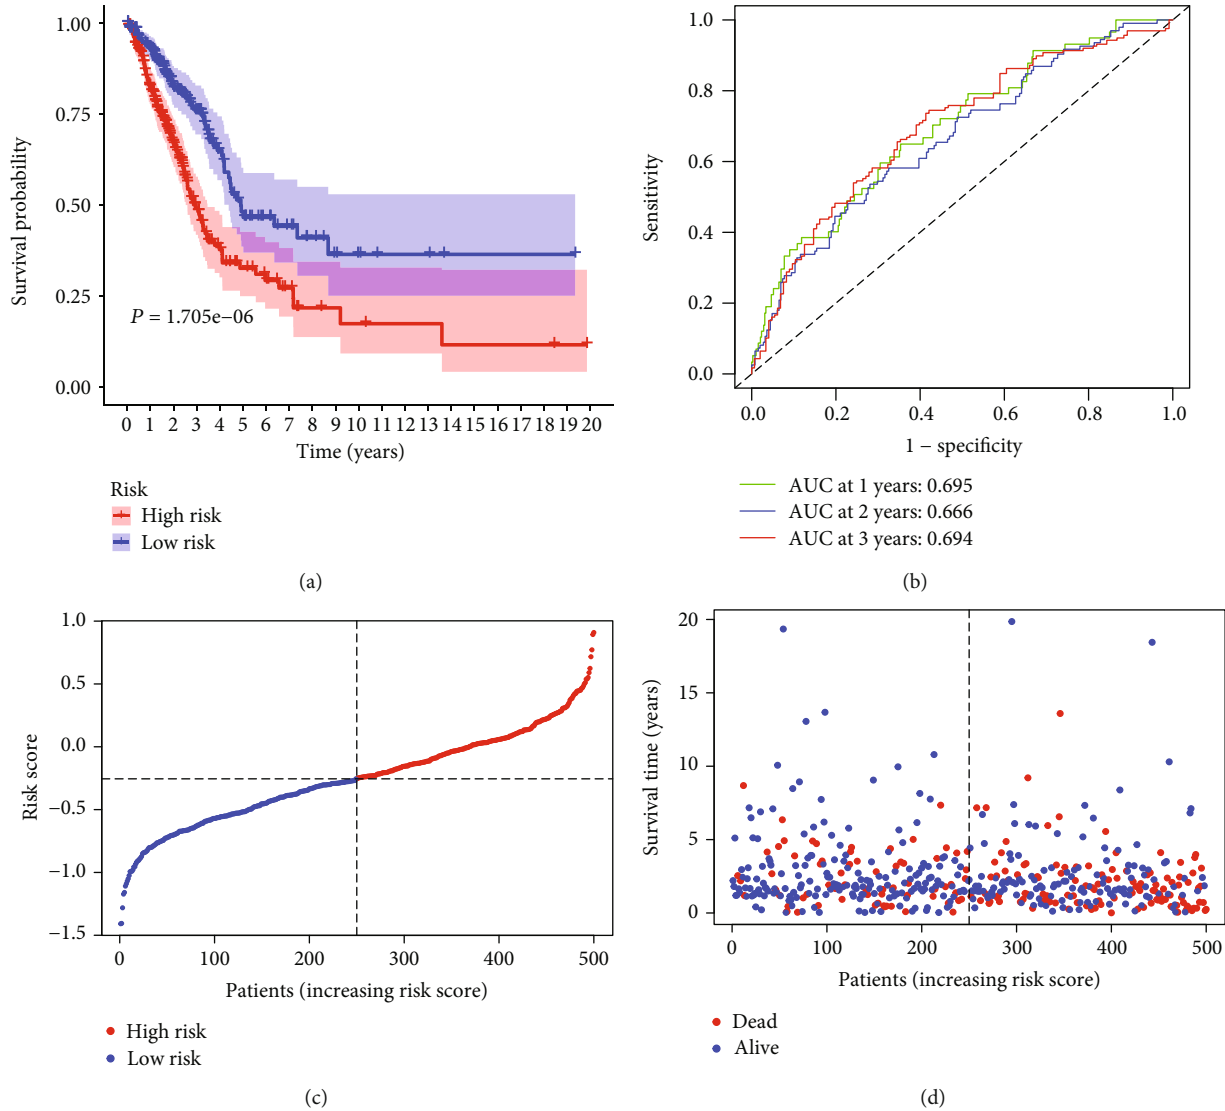 1.00
0.75
0.50
0.25
0.00
Survival probability
P = 1.705e−06
0 1 2 3 4 5 6 7 8 9 10 11 12 13 14 15 16 17 18 19 20
Time (years)
Risk
High risk
Low risk
(a)
1.0
0.8
0.6
0.4
0.2
0.0
Sensitivity
0.0 0.2 0.4 0.6 0.8 1.0
1 − specificity
AUC at 1 years: 0.695
AUC at 2 years: 0.666
AUC at 3 years: 0.694
(b)
1.0
0.5
0.0
−0.5
−1.0
−1.5
Risk score
0 100 200 300 400 500
Patients (increasing risk score)
High risk
Low risk
(c)
20
15
10
5
0
Survival time (years)
0 100 200 300 400 500
Patients (increasing risk score)
Dead
Alive
(d)